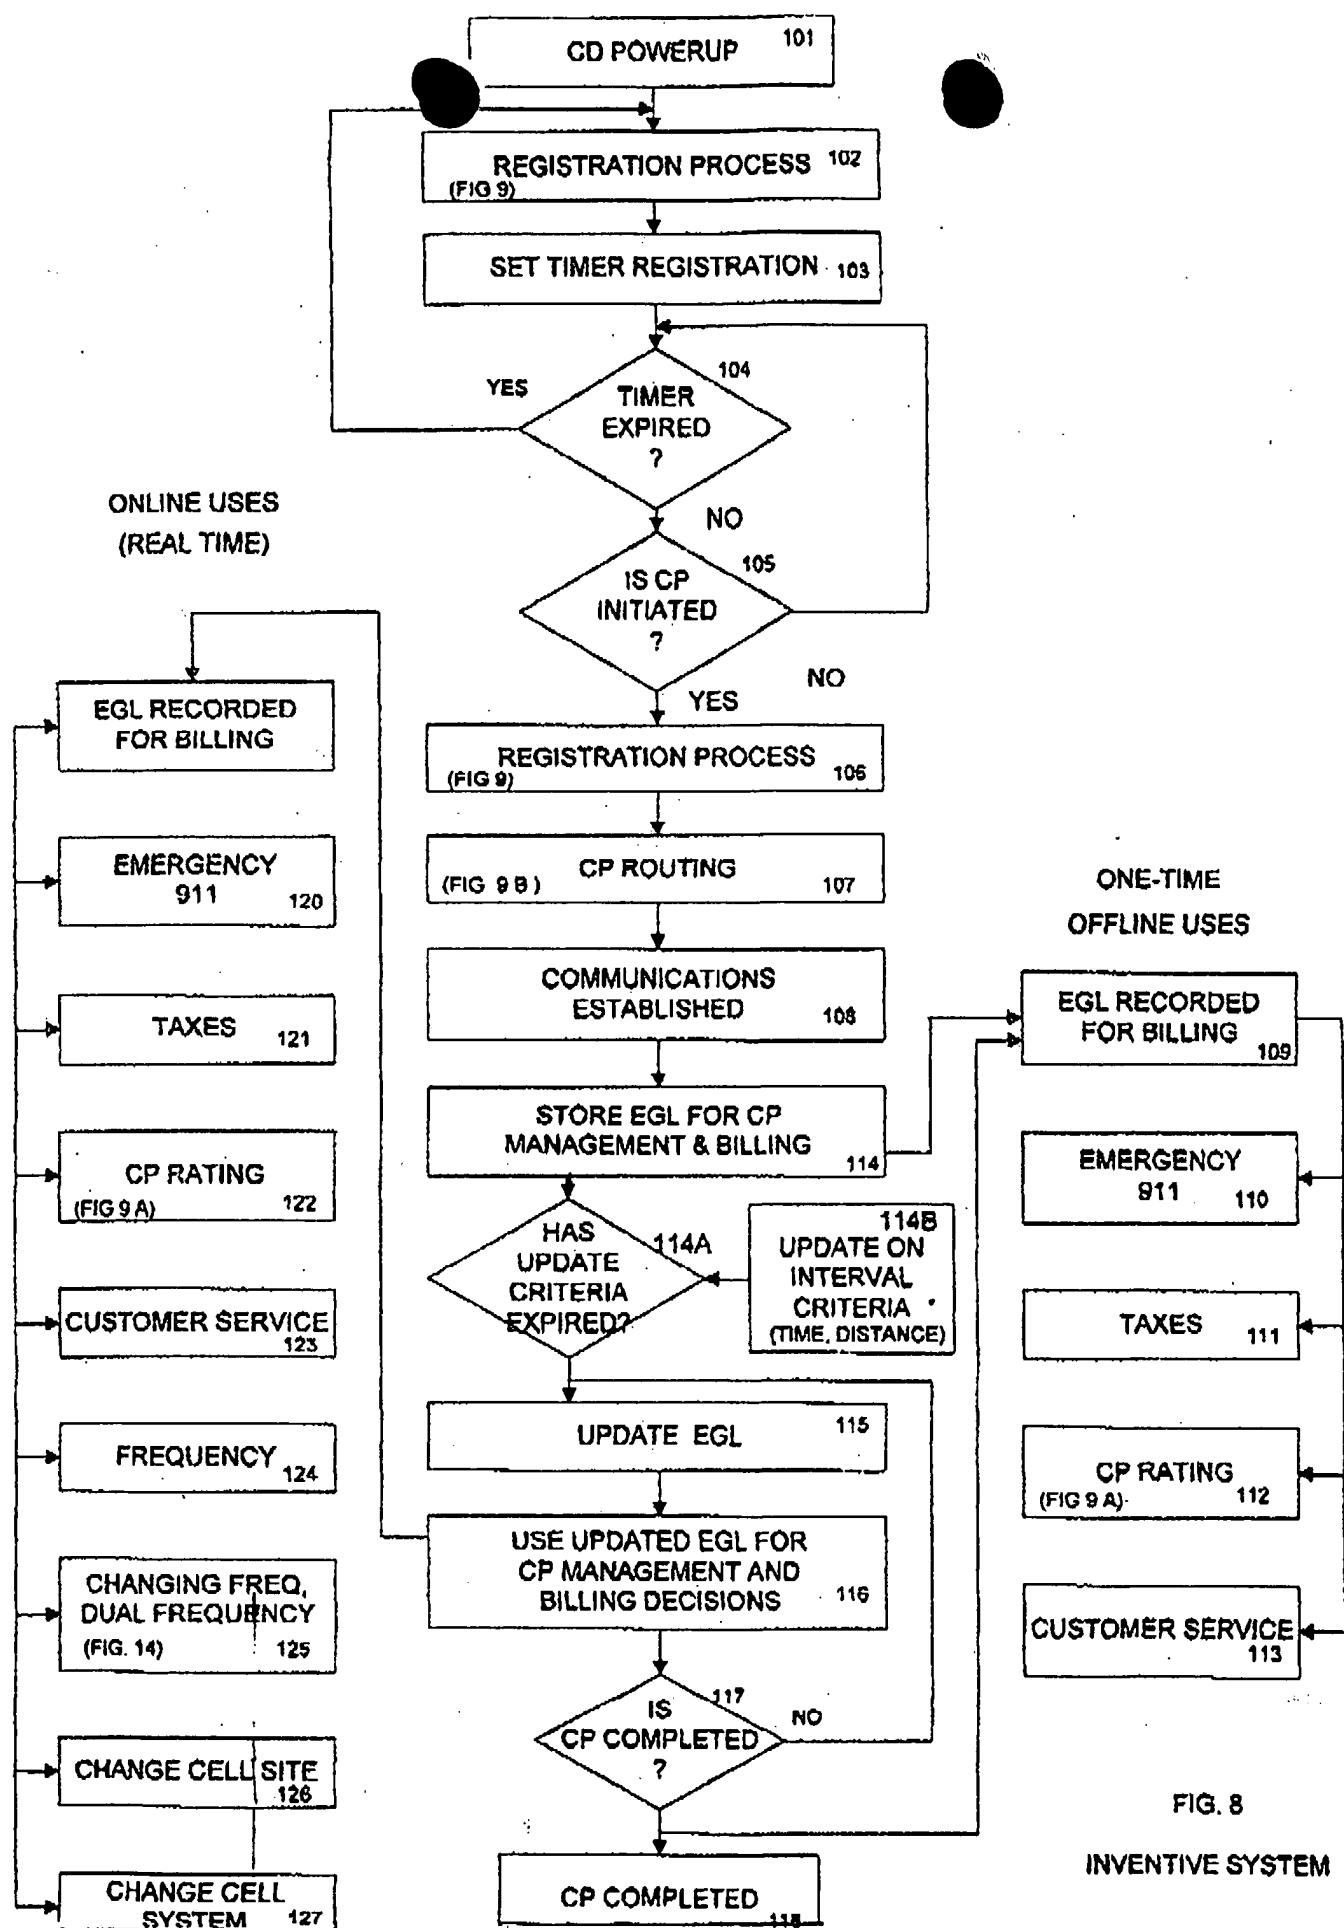 CD POWERUP 101
REGISTRATION PROCESS 102
(FIG 9)
SET TIMER REGISTRATION 103
104
YES
TIMER
EXPIRED
?
NO
105
IS CP
INITIATED
?
NO
YES
REGISTRATION PROCESS
(FIG 9) 106
CP ROUTING
(FIG 9 B) 107
COMMUNICATIONS
ESTABLISHED 108
STORE EGL FOR CP
MANAGEMENT & BILLING 114
HAS
UPDATE
CRITERIA
EXPIRED?
114A
114B
UPDATE ON
INTERVAL
CRITERIA
(TIME, DISTANCE)
UPDATE EGL 115
USE UPDATED EGL FOR
CP MANAGEMENT AND
BILLING DECISIONS 116
117
IS
CP COMPLETED
?
NO
CP COMPLETED
118
ONLINE USES
(REAL TIME)
EGL RECORDED
FOR BILLING
EMERGENCY
911 120
TAXES 121
CP RATING
(FIG 9 A) 122
CUSTOMER SERVICE
123
FREQUENCY 124
CHANGING FREQ,
DUAL FREQUENCY
(FIG. 14) 125
CHANGE CELL SITE
126
CHANGE CELL
SYSTEM 127
ONE-TIME
OFFLINE USES
EGL RECORDED
FOR BILLING
109
EMERGENCY
911 110
TAXES 111
CP RATING
(FIG 9 A) 112
CUSTOMER SERVICE
113
FIG. 8
INVENTIVE SYSTEM